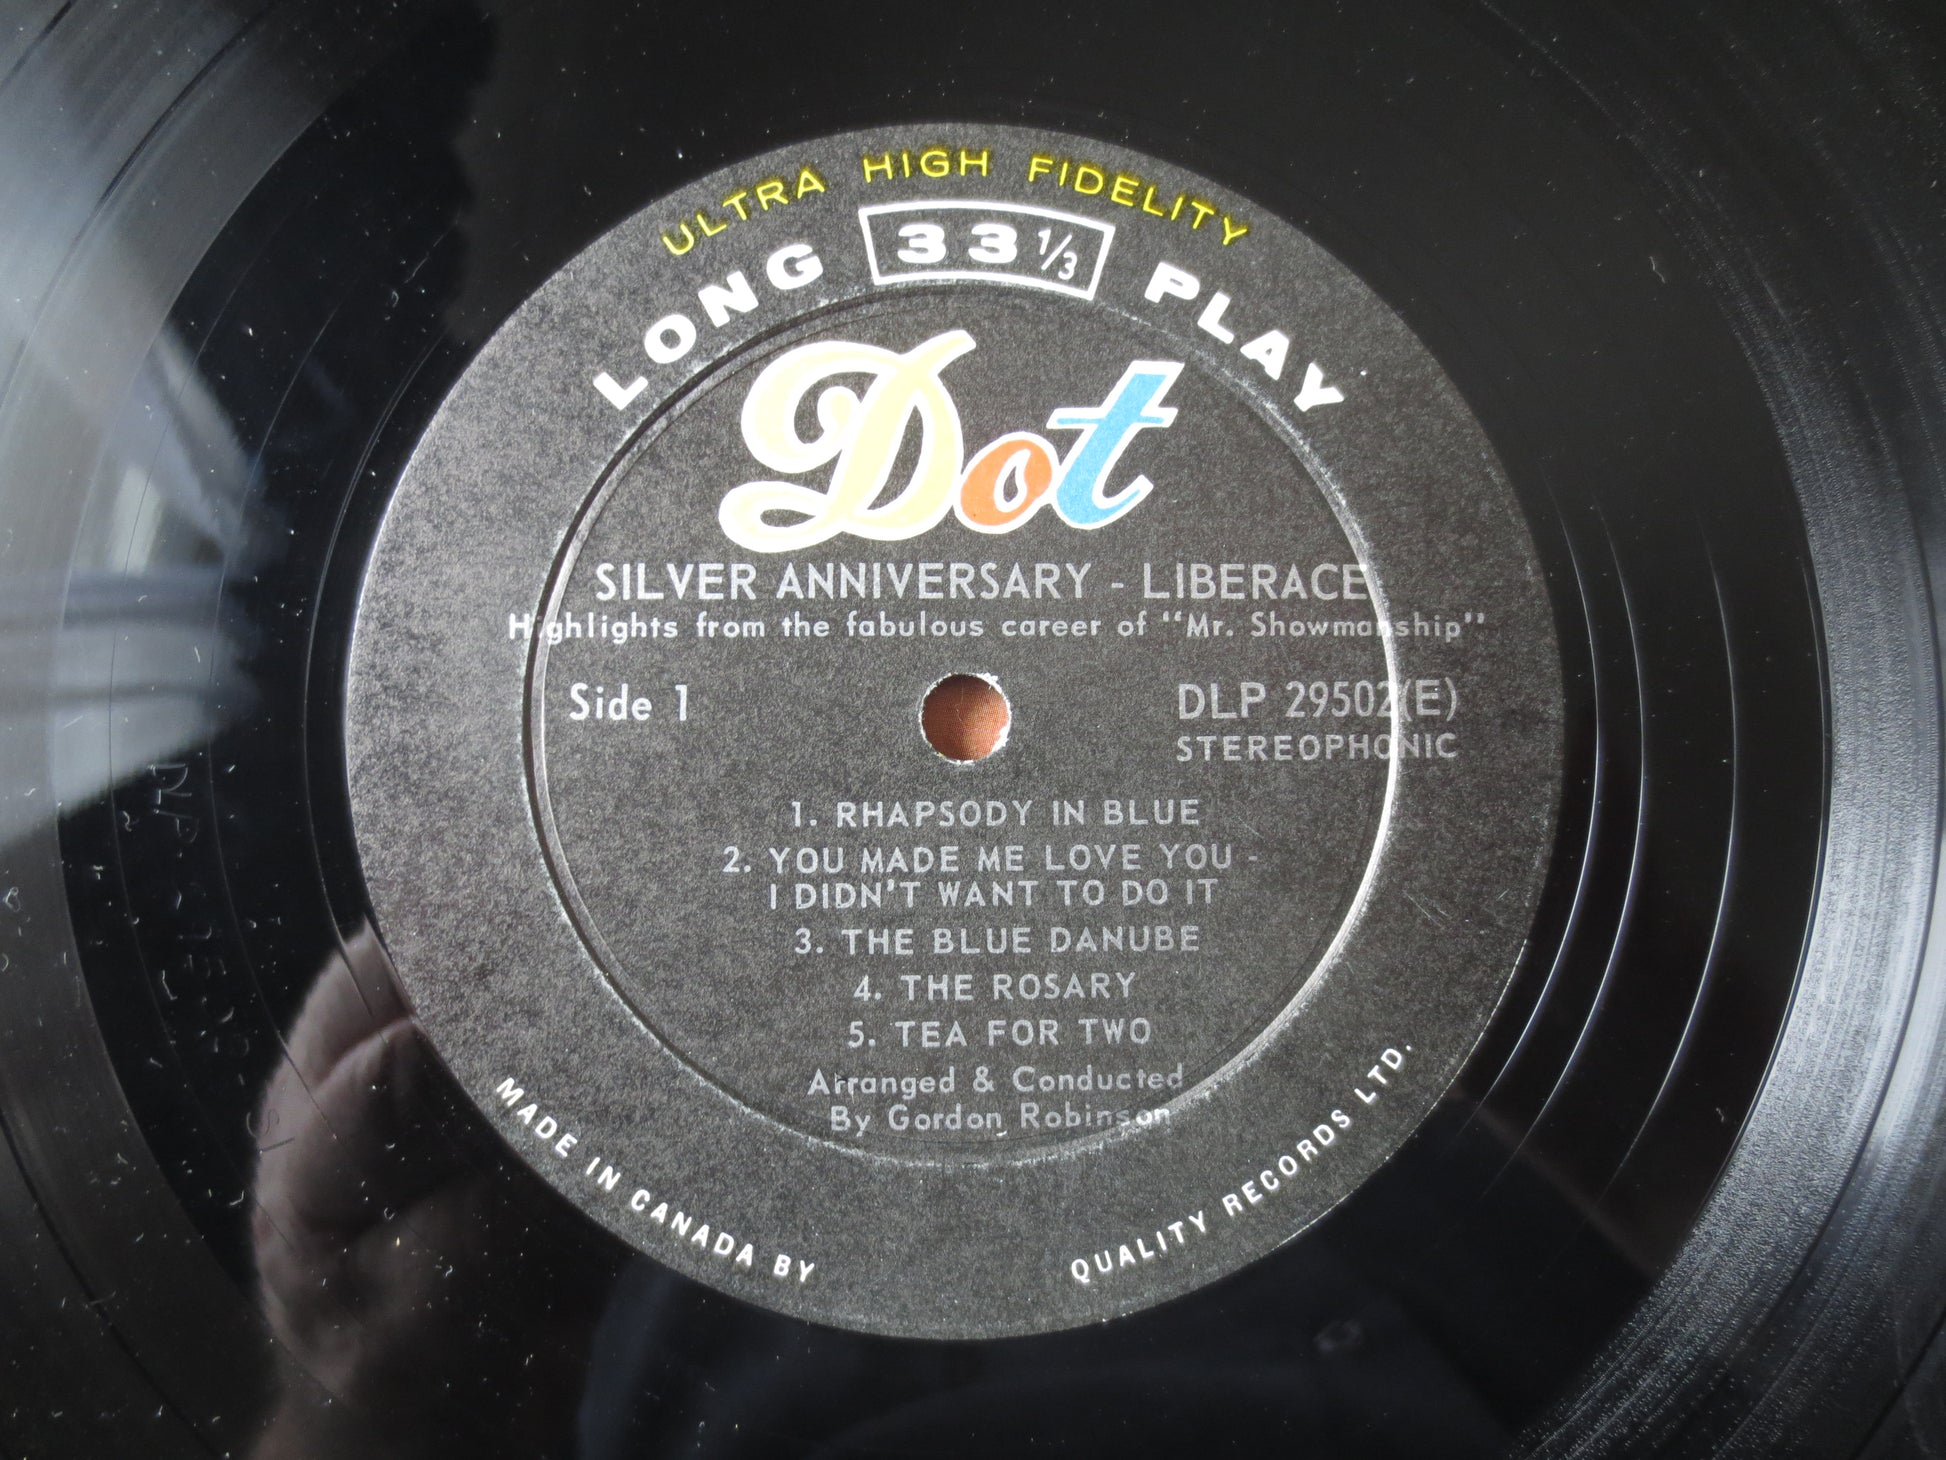 ULTRA HIGH FIDELITY
LONG 33 1/3 PLAY
Dot
SILVER ANNIVERSARY - LIBERACE
Highlights from the fabulous career of "Mr. Showmanship"
Side 1
DLP 29502(E)
STEREOPHONIC
1. RHAPSODY IN BLUE
2. YOU MADE ME LOVE YOU -
I DIDN'T WANT TO DO IT
3. THE BLUE DANUBE
4. THE ROSARY
5. TEA FOR TWO
Arranged & Conducted
By Gordon Robinson
MADE IN CANADA BY
QUALITY RECORDS LTD.